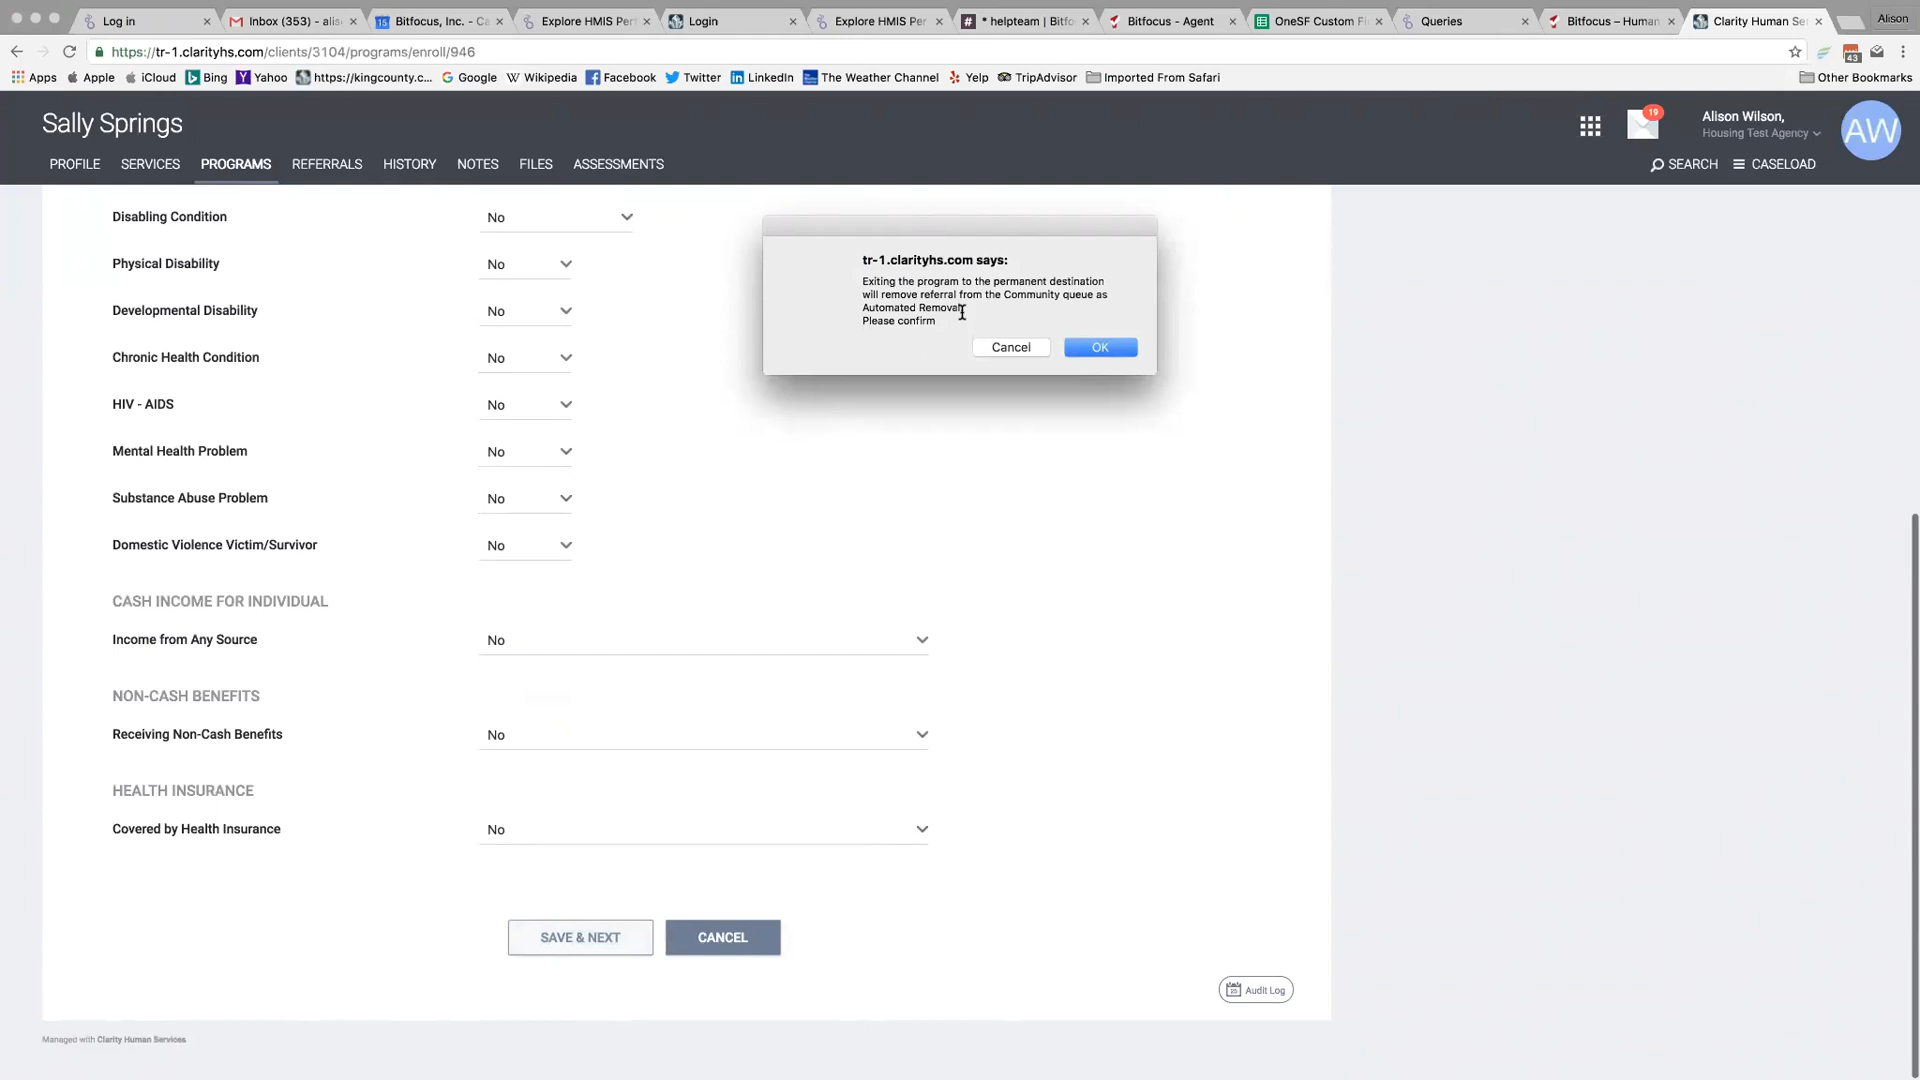 Log in
Inbox (353) - alis
Bitfocus, Inc. - Ca
Explore HMIS Perf
Login
Explore HMIS Per
* helpteam | Bitfo
Bitfocus - Agent
OneSF Custom Fi
Queries
Bitfocus – Human
Clarity Human Se
Alison
https://tr-1.clarityhs.com/clients/3104/programs/enroll/946
43
Apps
Apple
iCloud
Bing
Yahoo
https://kingcounty.c...
Google
Wikipedia
Facebook
Twitter
LinkedIn
The Weather Channel
Yelp
TripAdvisor
Imported From Safari
Other Bookmarks
Sally Springs
19
Alison Wilson,
Housing Test Agency
AW
PROFILE
SERVICES
PROGRAMS
REFERRALS
HISTORY
NOTES
FILES
ASSESSMENTS
SEARCH
CASELOAD
tr-1.clarityhs.com says:
Exiting the program to the permanent destination
will remove referral from the Community queue as
Automated Removal
Please confirm
Cancel
OK
Disabling Condition No
Physical Disability No
Developmental Disability No
Chronic Health Condition No
HIV - AIDS No
Mental Health Problem No
Substance Abuse Problem No
Domestic Violence Victim/Survivor No
CASH INCOME FOR INDIVIDUAL
Income from Any Source No
NON-CASH BENEFITS
Receiving Non-Cash Benefits No
HEALTH INSURANCE
Covered by Health Insurance No
SAVE & NEXT
CANCEL
Audit Log
Managed with Clarity Human Services